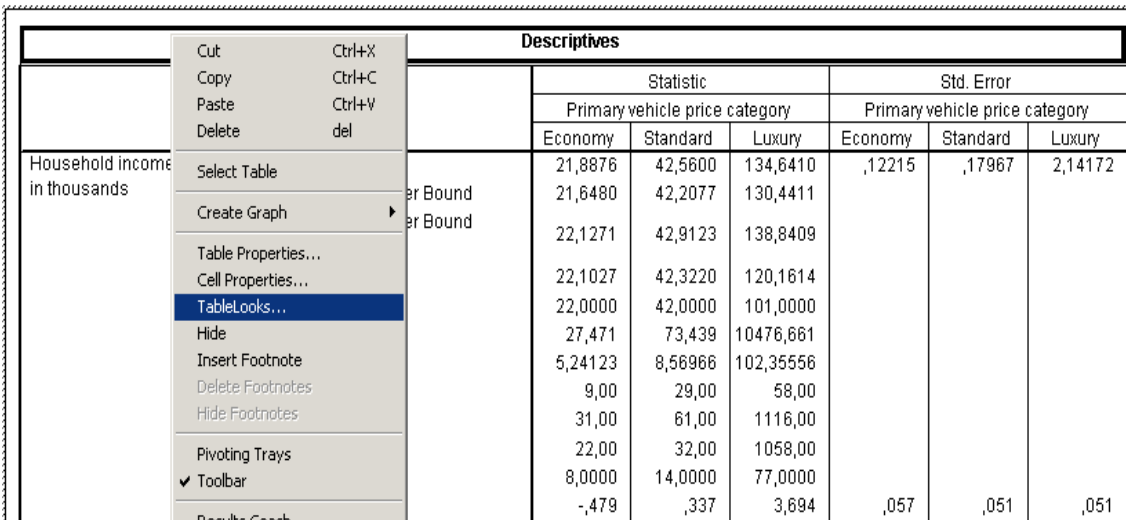 Descriptives
Statistic Std. Error
Primary vehicle price category Primary vehicle price category
Economy Standard Luxury Economy Standard Luxury
Household income 21,8876 42,5600 134,6410 ,12215 ,17967 2,14172
in thousands er Bound 21,6480 42,2077 130,4411
er Bound 22,1271 42,9123 138,8409
22,1027 42,3220 120,1614
22,0000 42,0000 101,0000
27,471 73,439 10476,661
5,24123 8,56966 102,35556
9,00 29,00 58,00
31,00 61,00 1116,00
22,00 32,00 1058,00
8,0000 14,0000 77,0000
-,479 ,337 3,694 ,057 ,051 ,051
Cut Ctrl+X
Copy Ctrl+C
Paste Ctrl+V
Delete del
Select Table
Create Graph
Table Properties...
Cell Properties...
TableLooks...
Hide
Insert Footnote
Delete Footnotes
Hide Footnotes
Pivoting Trays
Toolbar